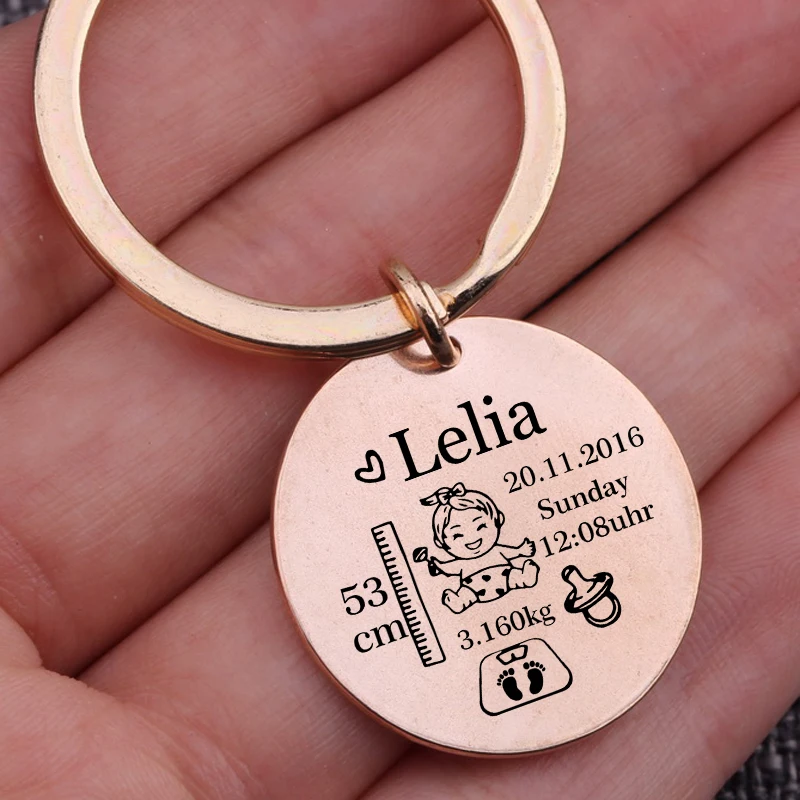 Lelia
20.11.2016
Sunday
12:08uhr
53
cm
3.160kg